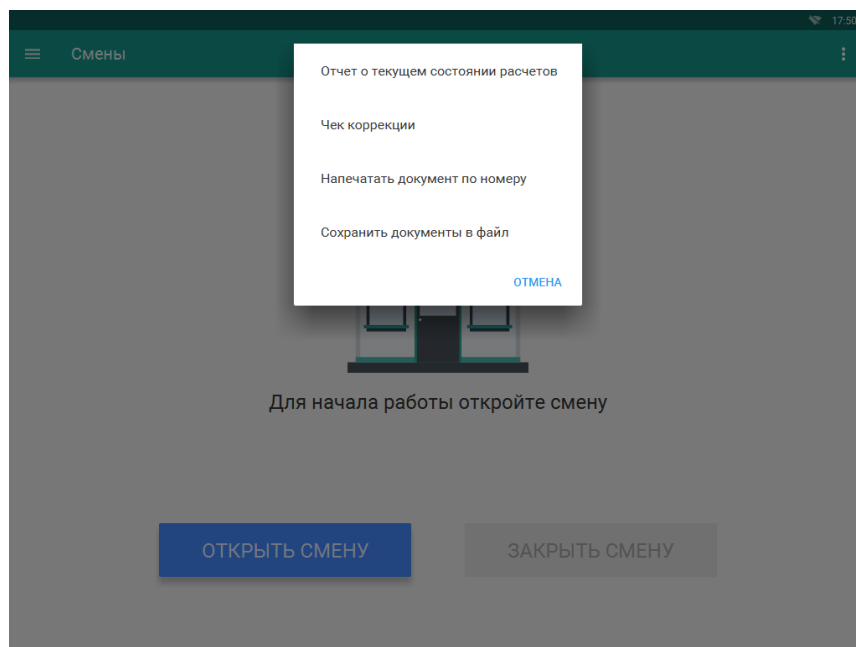 17:50
Смены
Отчет о текущем состоянии расчетов
Чек коррекции
Напечатать документ по номеру
Сохранить документы в файл
ОТМЕНА
Для начала работы откройте смену
ОТКРЫТЬ СМЕНУ
ЗАКРЫТЬ СМЕНУ